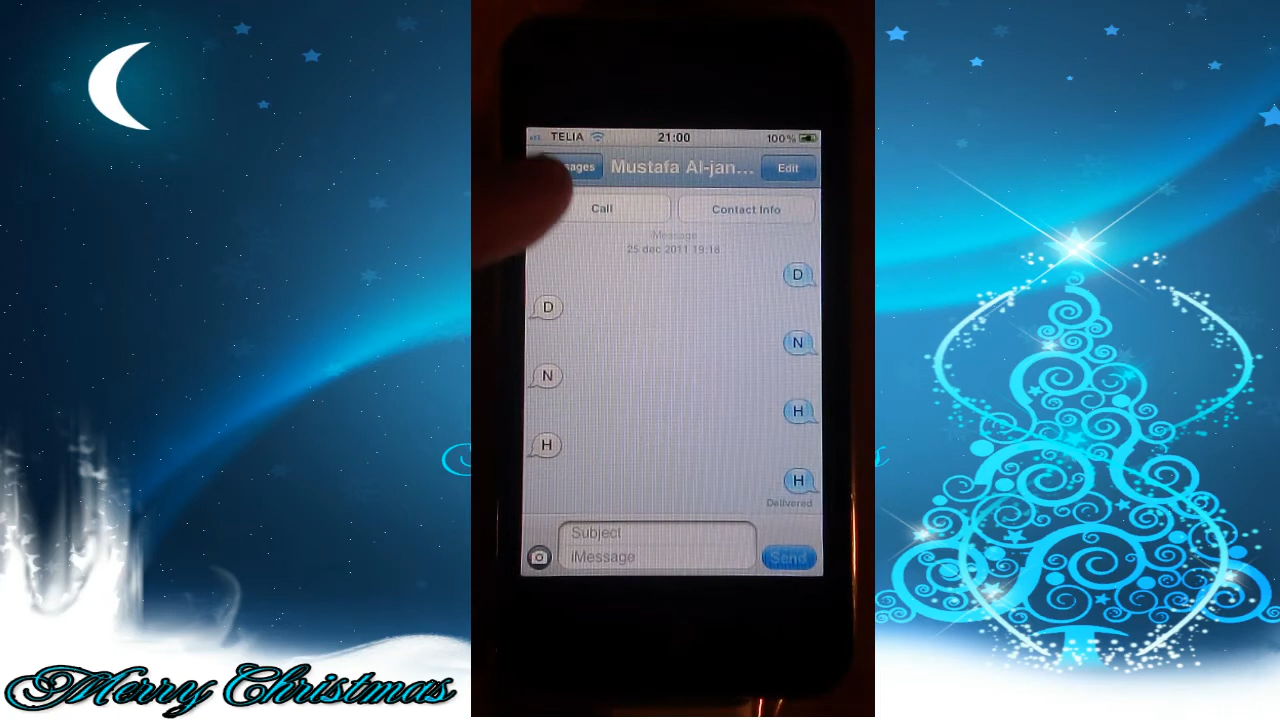 TELIA 21:00 100%
ages Mustafa Al-jan... Edit
Call Contact Info
iMessage
25 dec 2011 19:18
D
D
N
N
H
H
H
Delivered
Subject
iMessage
Send
Merry Christmas